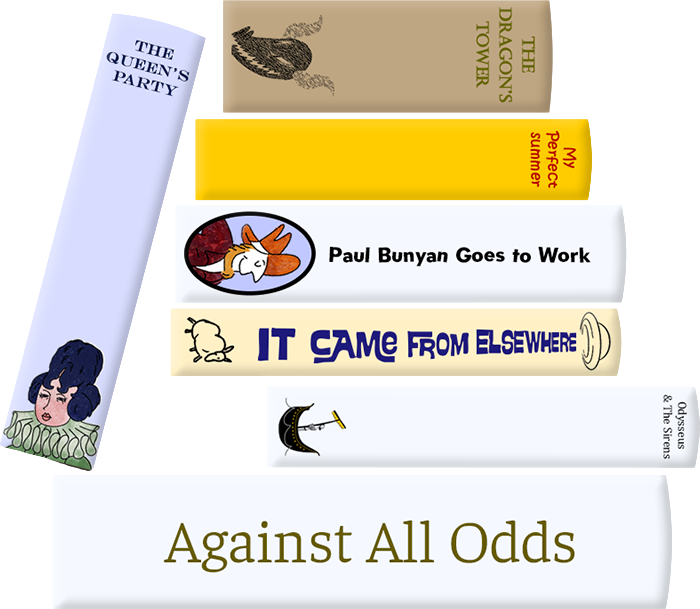 THE
QUEEN'S
PARTY
THE
DRAGON'S
TOWER
My
Perfect
summer
Paul Bunyan Goes to Work
IT CAME FROM ELSEWHERE
Odysseus
& The Sirens
Against All Odds